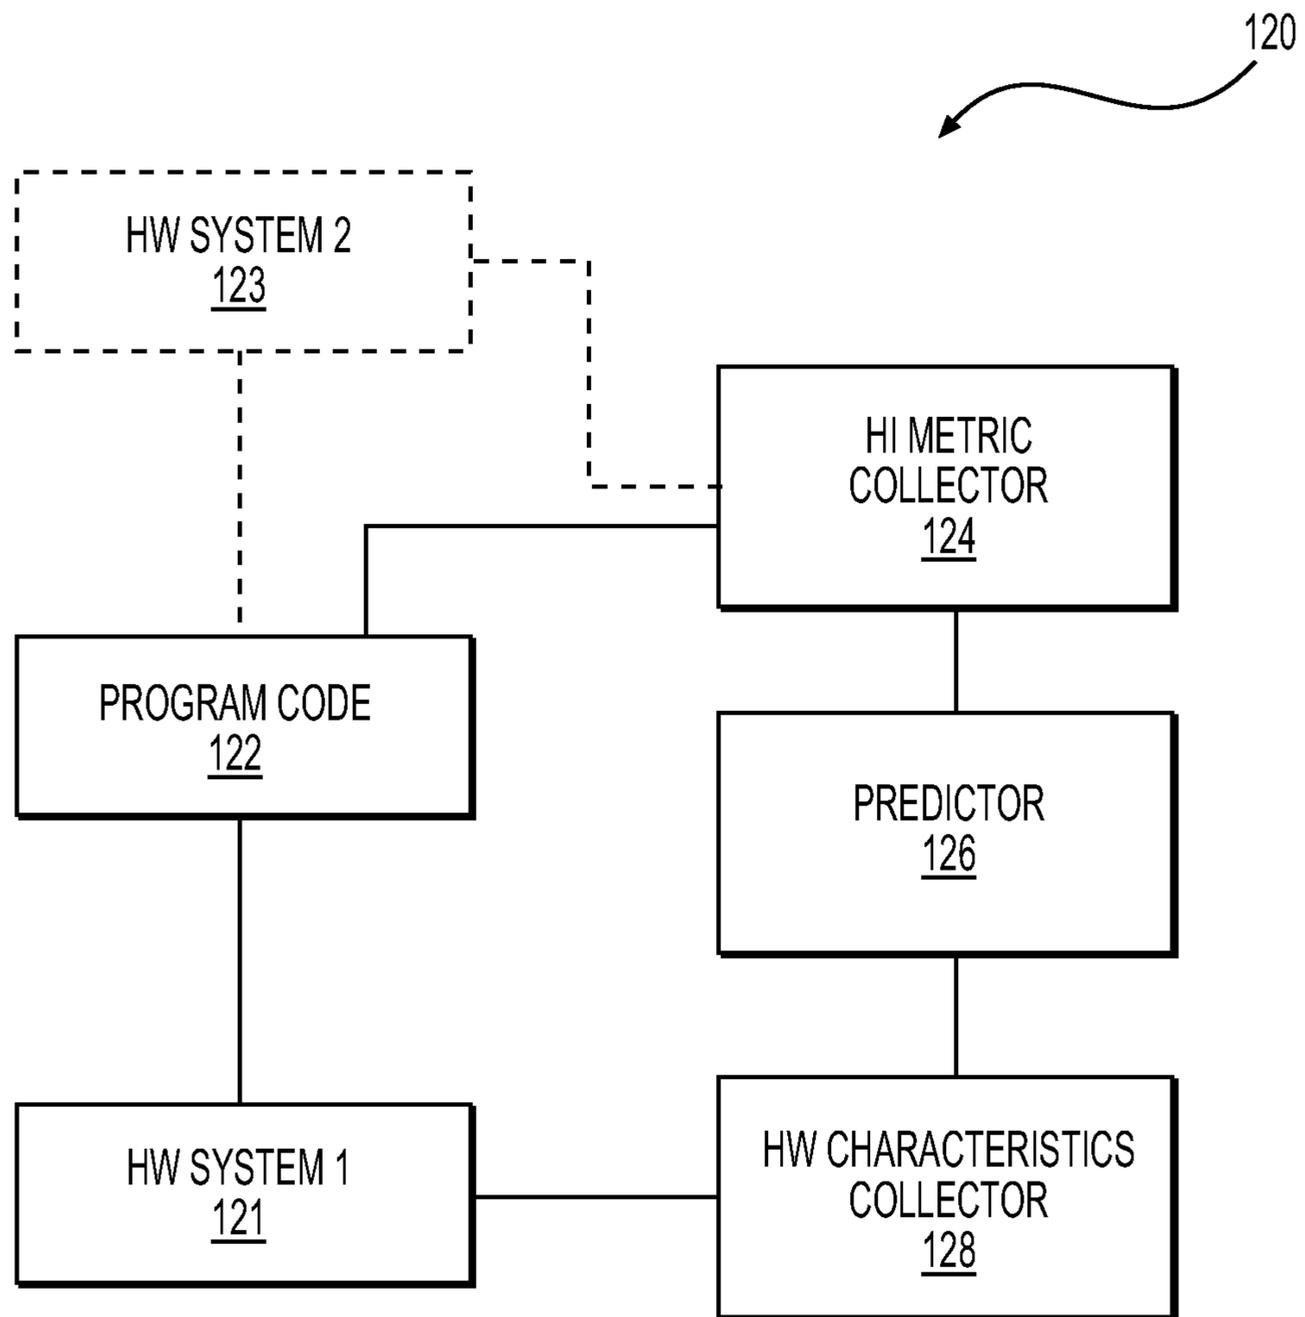 120
HW SYSTEM 2
123
HI METRIC
COLLECTOR
124
PROGRAM CODE
122
PREDICTOR
126
HW SYSTEM 1
121
HW CHARACTERISTICS
COLLECTOR
128